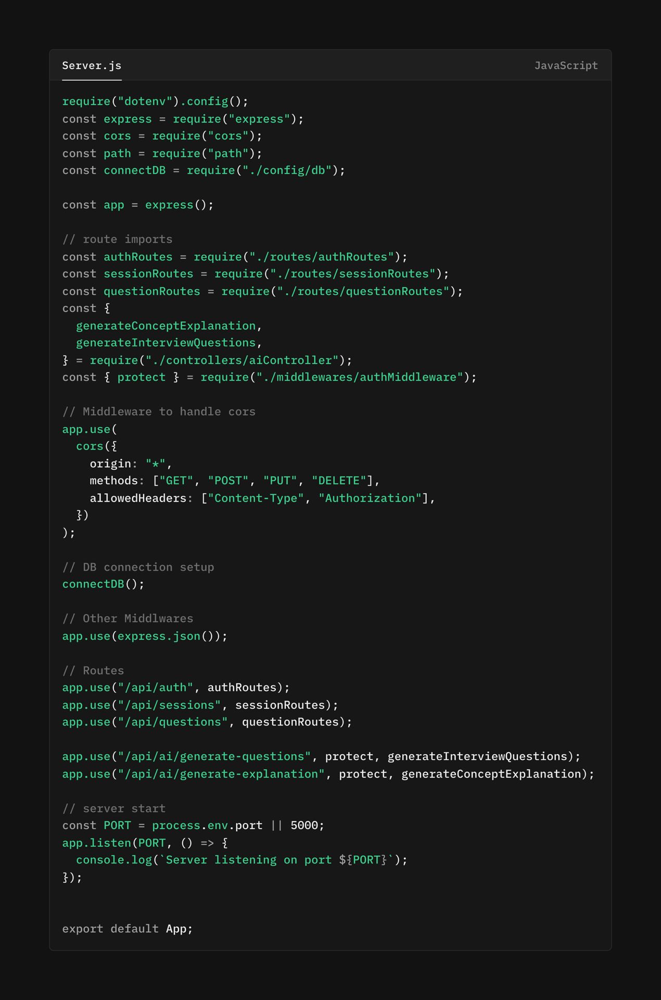 Server.js
JavaScript
require("dotenv").config();
const express = require("express");
const cors = require("cors");
const path = require("path");
const connectDB = require("./config/db");

const app = express();

// route imports
const authRoutes = require("./routes/authRoutes");
const sessionRoutes = require("./routes/sessionRoutes");
const questionRoutes = require("./routes/questionRoutes");
const {
  generateConceptExplanation,
  generateInterviewQuestions,
} = require("./controllers/aiController");
const { protect } = require("./middlewares/authMiddleware");

// Middleware to handle cors
app.use(
  cors({
    origin: "*",
    methods: ["GET", "POST", "PUT", "DELETE"],
    allowedHeaders: ["Content-Type", "Authorization"],
  })
);

// DB connection setup
connectDB();

// Other Middlwares
app.use(express.json());

// Routes
app.use("/api/auth", authRoutes);
app.use("/api/sessions", sessionRoutes);
app.use("/api/questions", questionRoutes);

app.use("/api/ai/generate-questions", protect, generateInterviewQuestions);
app.use("/api/ai/generate-explanation", protect, generateConceptExplanation);

// server start
const PORT = process.env.port || 5000;
app.listen(PORT, () => {
  console.log(`Server listening on port ${PORT}`);
});


export default App;